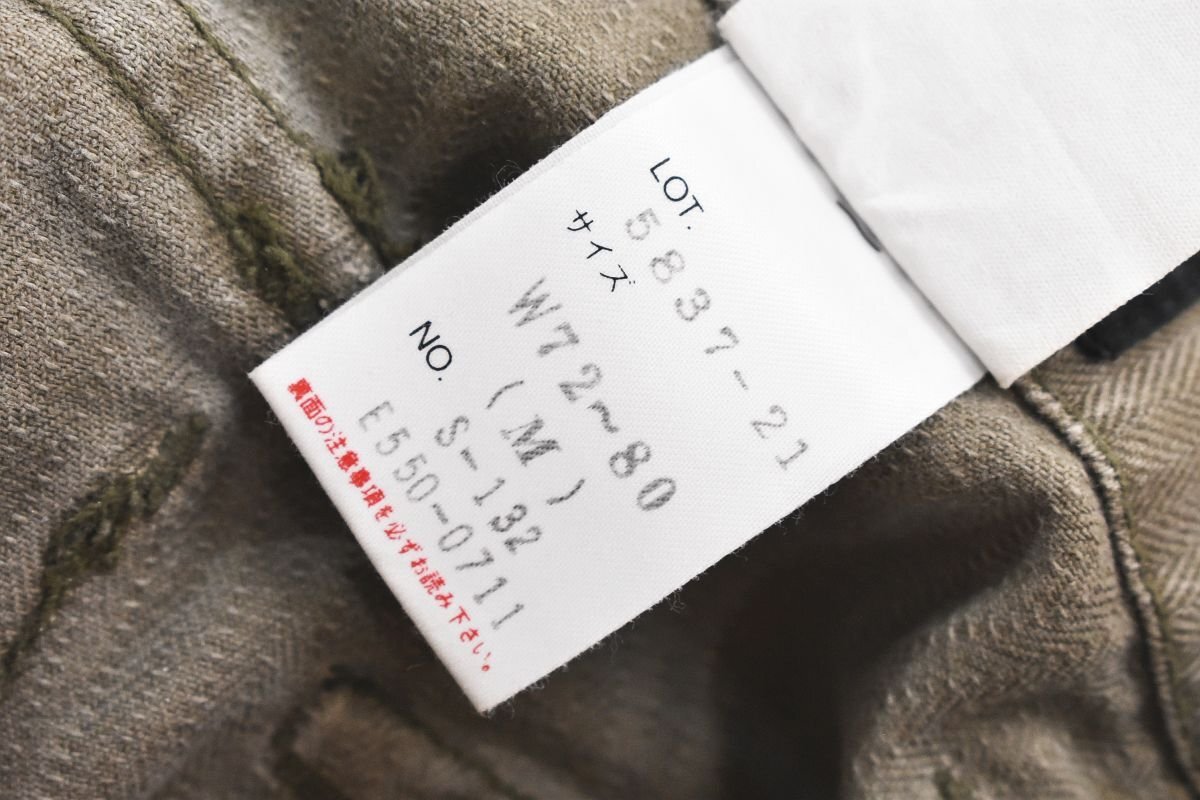 LOT.
5837-21
サイズ
W72~80
(M)
NO.
S-132
E550-0711
裏面の注意事項を必ずお読み下さい。